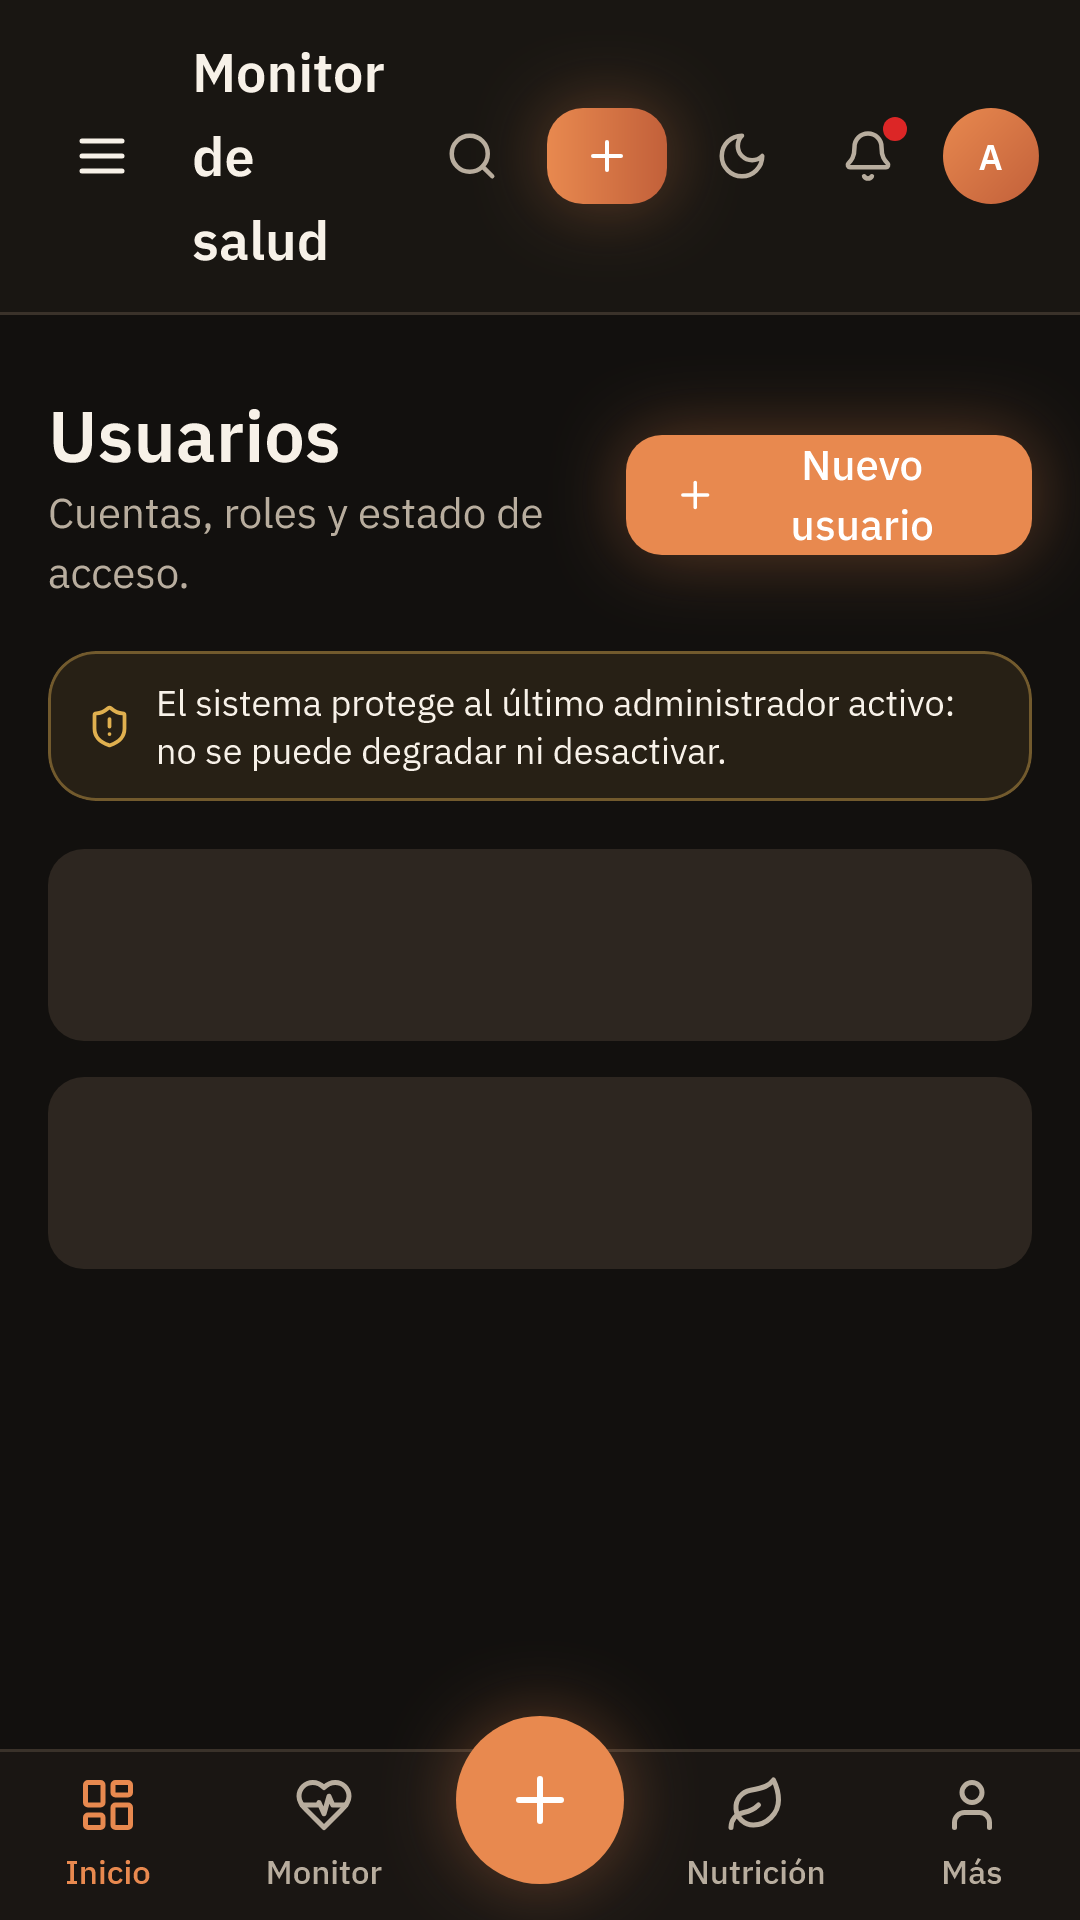 Monitor
de
salud
A
Usuarios
Cuentas, roles y estado de
acceso.
Nuevo
usuario
El sistema protege al último administrador activo:
no se puede degradar ni desactivar.
Inicio
Monitor
Nutrición
Más